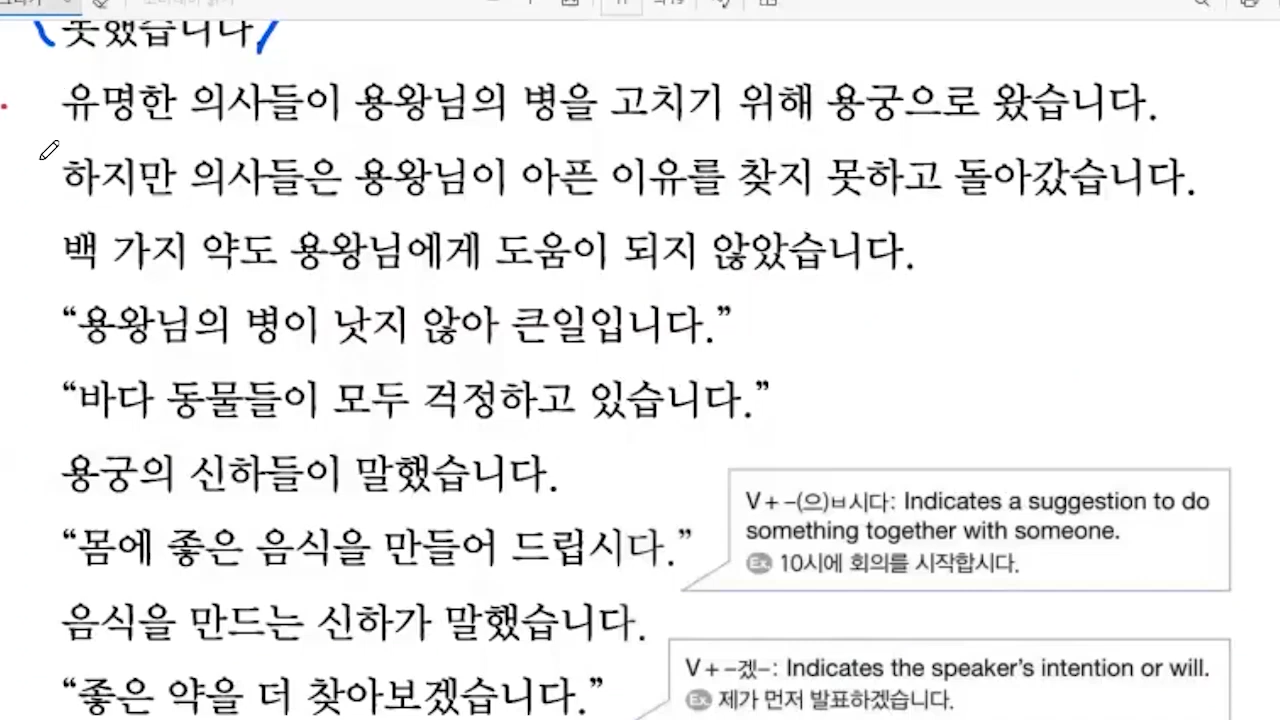 못했습니다.
유명한 의사들이 용왕님의 병을 고치기 위해 용궁으로 왔습니다.
하지만 의사들은 용왕님이 아픈 이유를 찾지 못하고 돌아갔습니다.
백 가지 약도 용왕님에게 도움이 되지 않았습니다.
“용왕님의 병이 낫지 않아 큰일입니다.”
“바다 동물들이 모두 걱정하고 있습니다.”
용궁의 신하들이 말했습니다.
“몸에 좋은 음식을 만들어 드립시다.”
V + –(으)ㅂ시다: Indicates a suggestion to do
something together with someone.
Ex. 10시에 회의를 시작합시다.
음식을 만드는 신하가 말했습니다.
“좋은 약을 더 찾아보겠습니다.”
V + –겠–: Indicates the speaker’s intention or will.
Ex. 제가 먼저 발표하겠습니다.